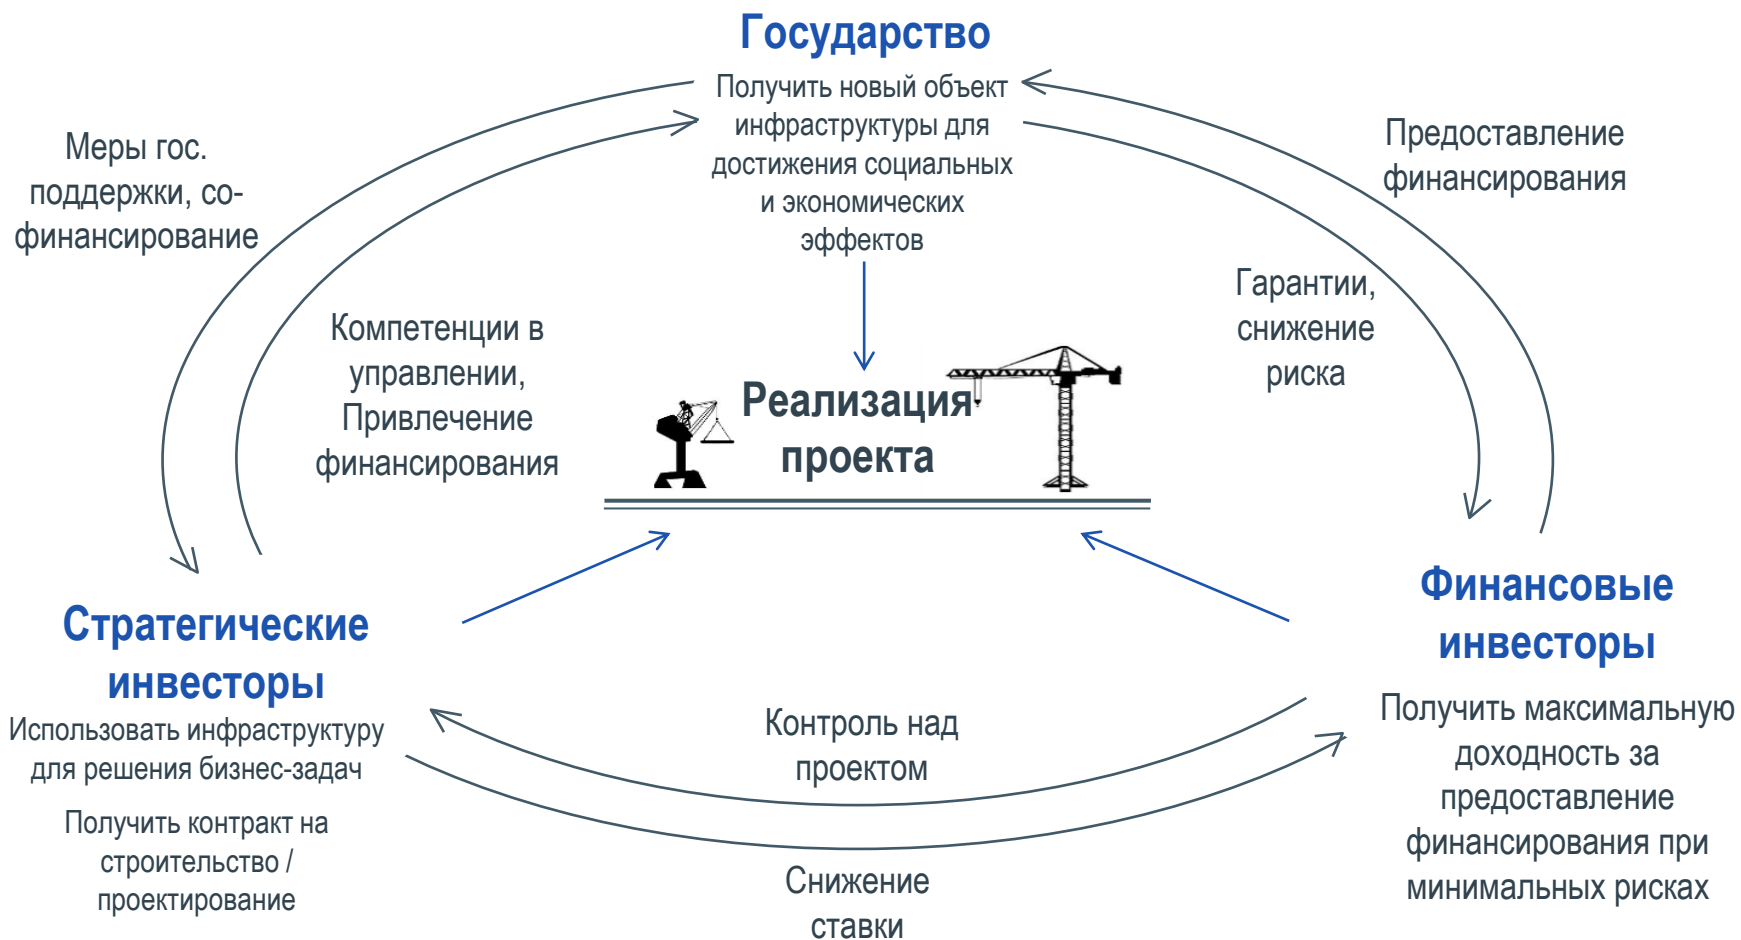 Государство
Получить новый объект
инфраструктуры для
достижения социальных
и экономических
эффектов
Меры гос.
поддержки, со-
финансирование
Предоставление
финансирования
Компетенции в
управлении,
Привлечение
финансирования
Гарантии,
снижение
риска
Реализация
проекта
Стратегические
инвесторы
Использовать инфраструктуру
для решения бизнес-задач
Получить контракт на
строительство /
проектирование
Финансовые
инвесторы
Получить максимальную
доходность за
предоставление
финансирования при
минимальных рисках
Контроль над
проектом
Снижение
ставки